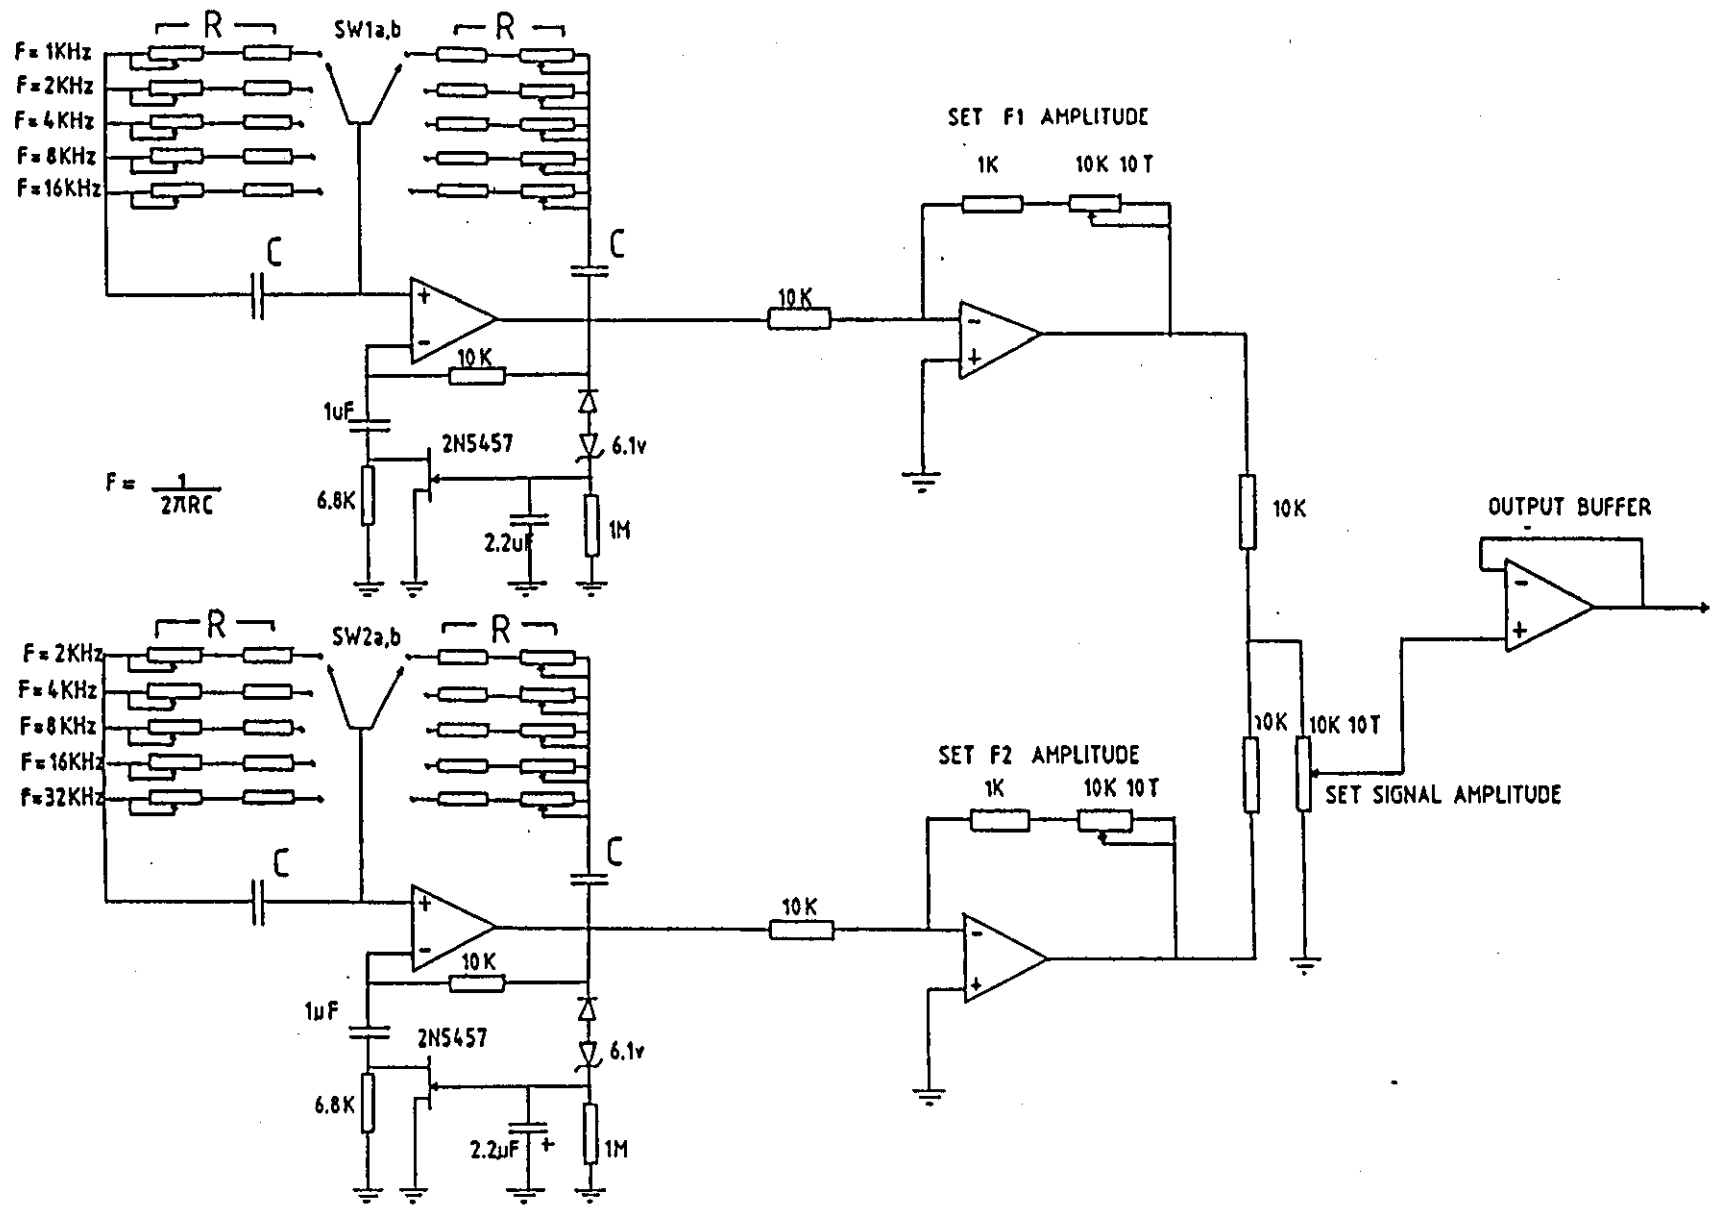 R SW1a,b R
F=1KHz
F=2KHz
F=4KHz
F=8KHz
F=16KHz
C
C
10K
1uF
2N5457
6.1v
6.8K
2.2uF
1M
F= 1
2πRC
SET F1 AMPLITUDE
1K 10K 10T
10K
10K
OUTPUT BUFFER
R SW2a,b R
F=2KHz
F=4KHz
F=8KHz
F=16KHz
f=32KHz
C
C
10K
1µF
2N5457
6.1v
6.8K
2.2µF
1M
SET F2 AMPLITUDE
1K 10K 10T
10K
10K 10K 10T
SET SIGNAL AMPLITUDE